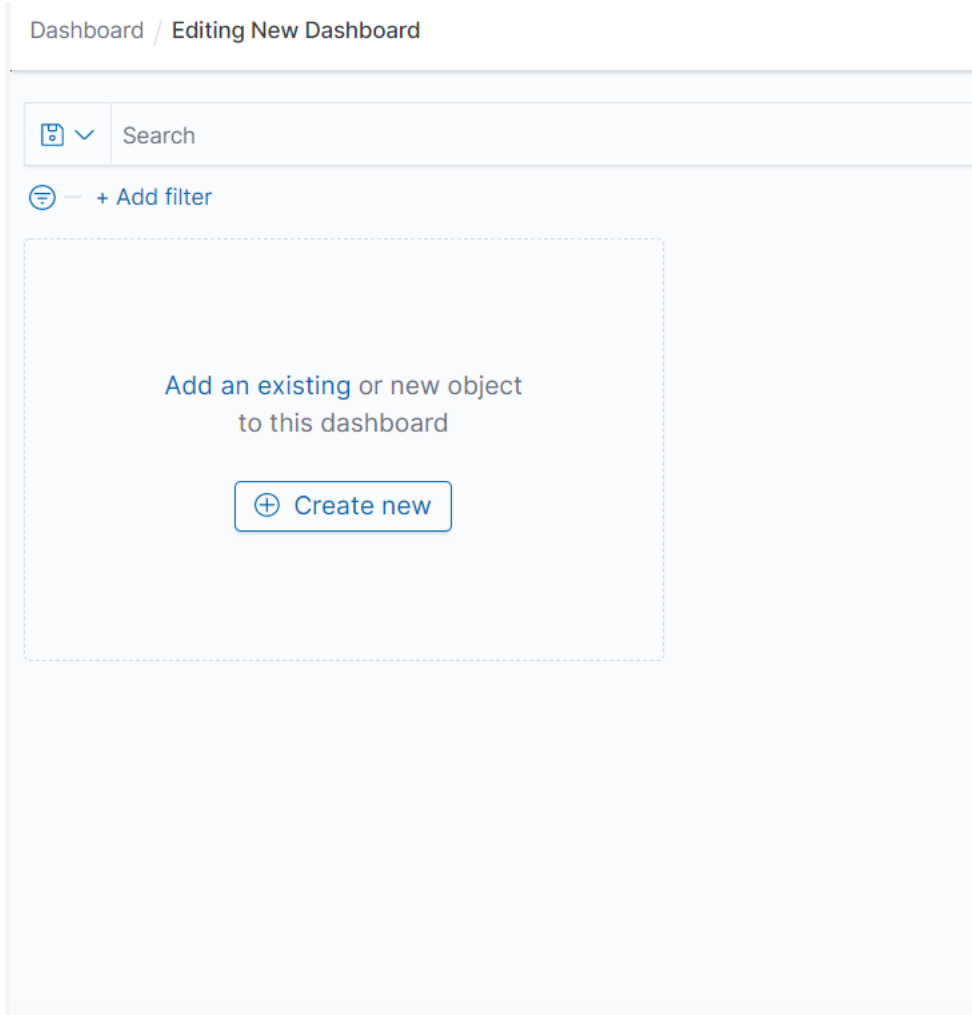 Dashboard / Editing New Dashboard
Search
+ Add filter
Add an existing or new object
to this dashboard
Create new